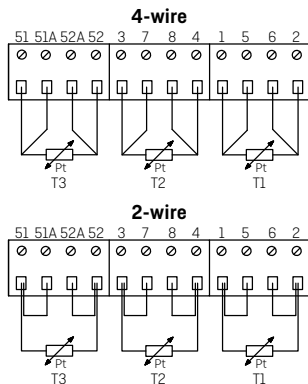 4-wire
51 51A 52A 52 3 7 8 4 1 5 6 2
Pt Pt Pt
T3 T2 T1
2-wire
51 51A 52A 52 3 7 8 4 1 5 6 2
Pt Pt Pt
T3 T2 T1